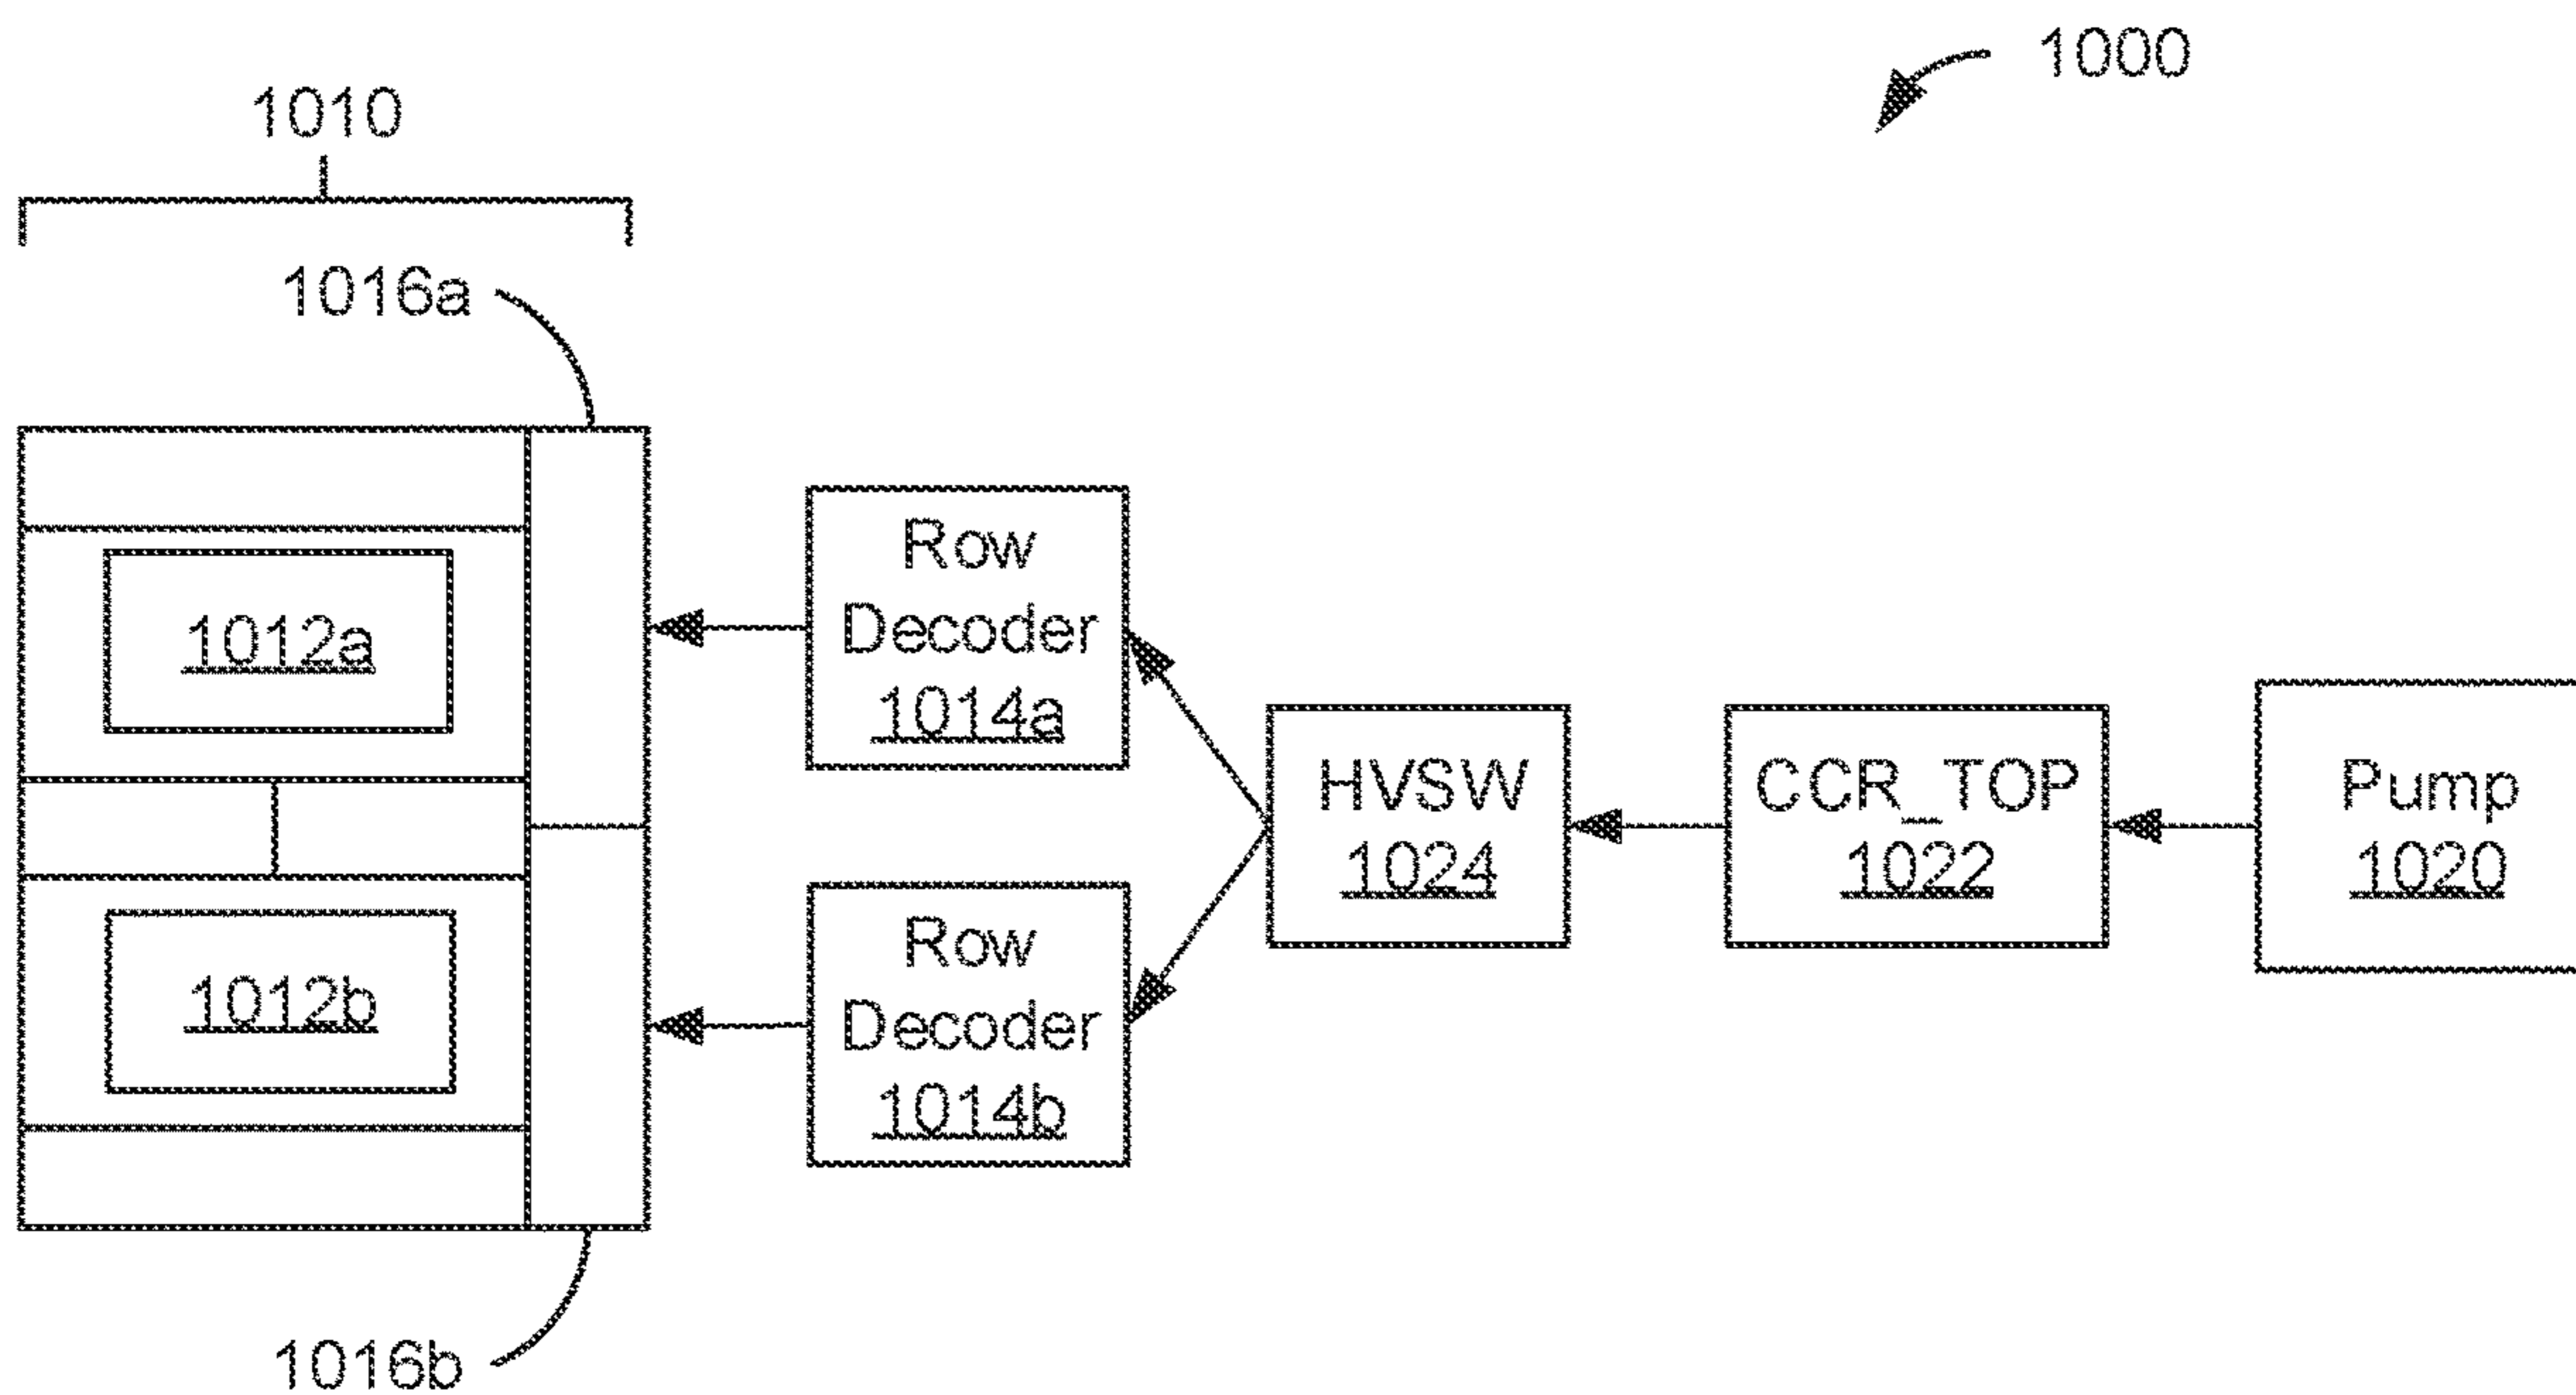 1000
1010
1016a
1012a
Row
Decoder
1014a
HVSW
1024
CCR_TOP
1022
Pump
1020
1012b
Row
Decoder
1014b
1016b